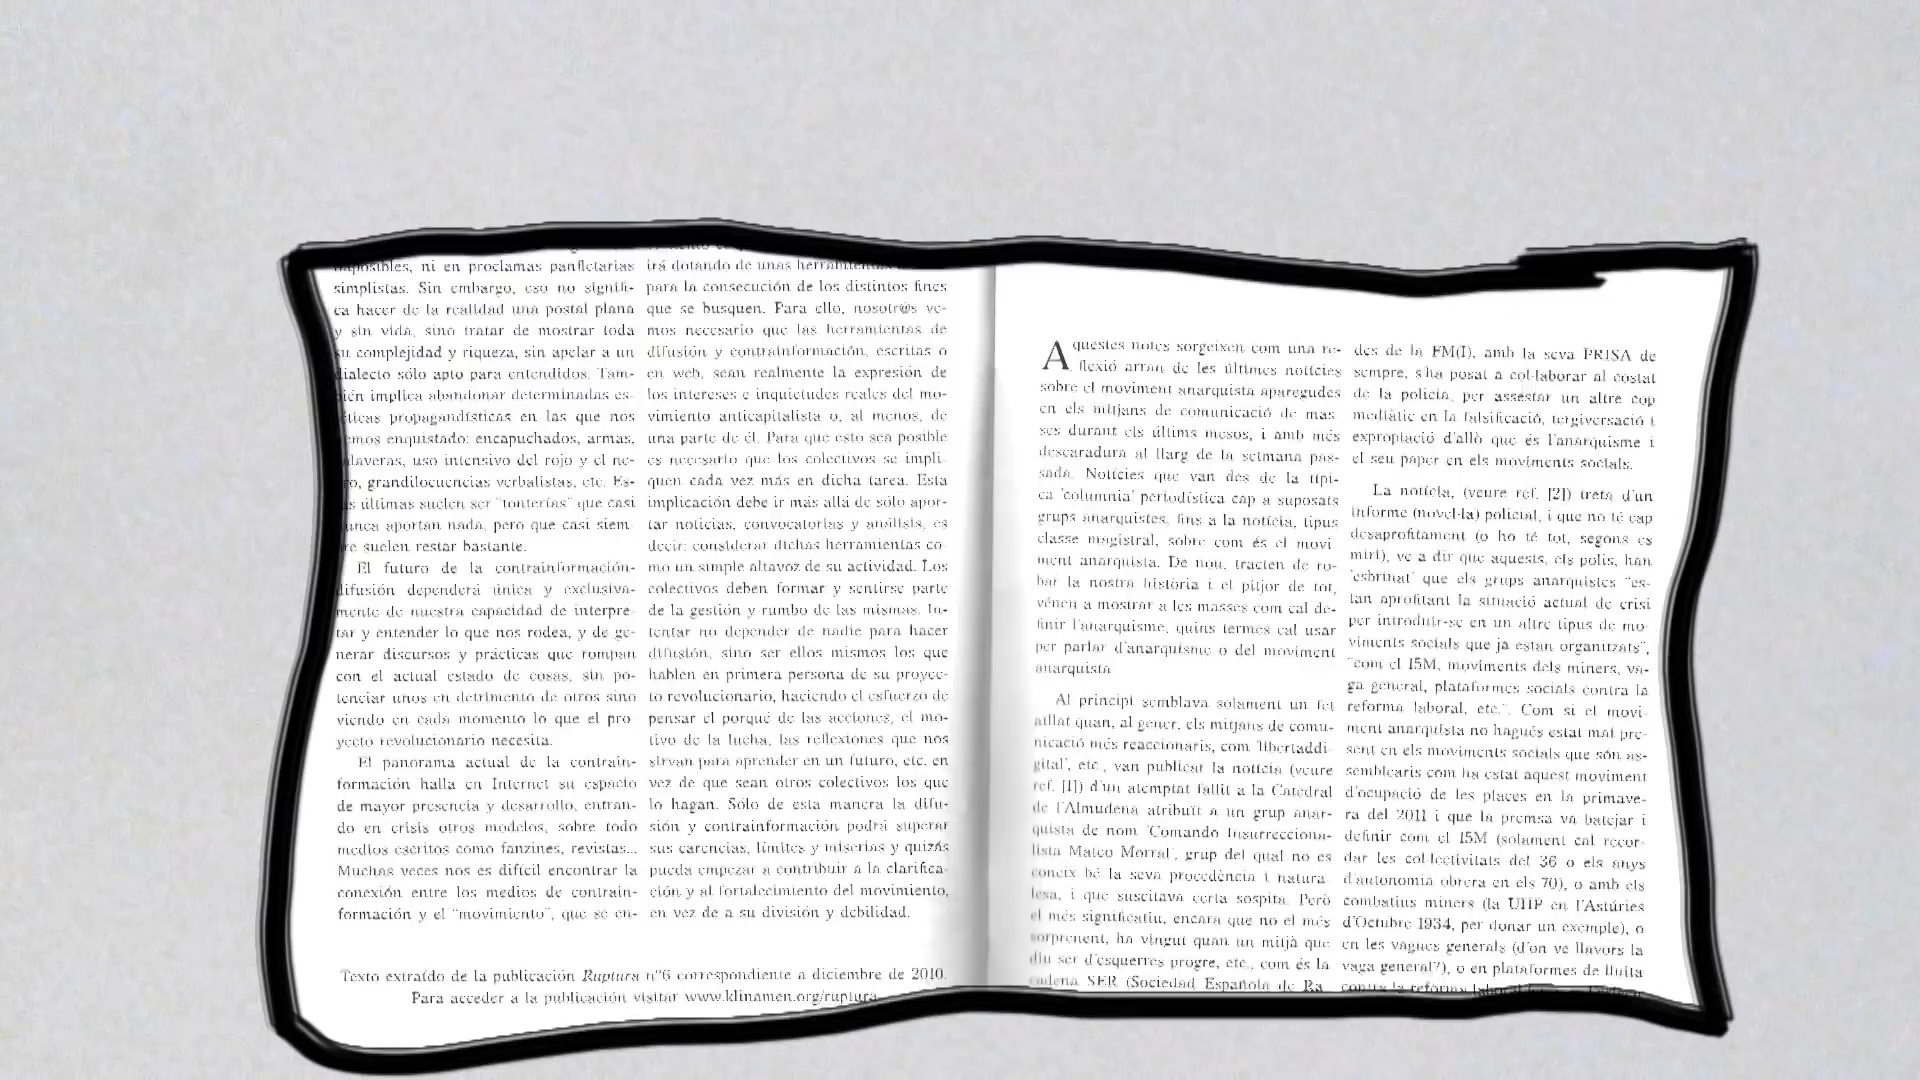 imposibles, ni en proclamas panfletarias
simplistas. Sin embargo, eso no signifi-
ca hacer de la realidad una postal plana
y sin vida, sino tratar de mostrar toda
su complejidad y riqueza, sin apelar a un
dialecto sólo apto para entendidos. Tam-
bién implica abandonar determinadas es-
téticas propagandísticas en las que nos
hemos enquistado: encapuchados, armas,
calaveras, uso intensivo del rojo y el ne-
gro, grandilocuencias verbalistas, etc. Es-
as últimas suelen ser "tonterías" que casi
nunca aportan nada, pero que casi siem-
pre suelen restar bastante.
El futuro de la contrainformación-
difusión dependerá única y exclusiva-
mente de nuestra capacidad de interpre-
tar y entender lo que nos rodea, y de ge-
nerar discursos y prácticas que rompan
con el actual estado de cosas, sin po-
tenciar unos en detrimento de otros sino
viendo en cada momento lo que el pro-
yecto revolucionario necesita.
El panorama actual de la contrain-
formación halla en Internet su espacio
de mayor presencia y desarrollo, entran-
do en crisis otros modelos, sobre todo
medios escritos como fanzines, revistas...
Muchas veces nos es difícil encontrar la
conexión entre los medios de contrain-
formación y el "movimiento", que se en-
irá dotando de unas herramientas
para la consecución de los distintos fines
que se busquen. Para ello, nosotr@s ve-
mos necesario que las herramientas de
difusión y contrainformación, escritas o
en web, sean realmente la expresión de
los intereses e inquietudes reales del mo-
vimiento anticapitalista o, al menos, de
una parte de él. Para que esto sea posible
es necesario que los colectivos se impli-
quen cada vez más en dicha tarea. Esta
implicación debe ir más allá de sólo apor-
tar noticias, convocatorias y análisis, es
decir: considerar dichas herramientas co-
mo un simple altavoz de su actividad. Los
colectivos deben formar y sentirse parte
de la gestión y rumbo de las mismas. In-
tentar no depender de nadie para hacer
difusión, sino ser ellos mismos los que
hablen en primera persona de su proyec-
to revolucionario, haciendo el esfuerzo de
pensar el porqué de las acciones, el mo-
tivo de la lucha, las reflexiones que nos
sirvan para aprender en un futuro, etc. en
vez de que sean otros colectivos los que
lo hagan. Sólo de esta manera la difu-
sión y contrainformación podrá superar
sus carencias, límites y miserias y quizás
pueda empezar a contribuir a la clarifica-
ción y al fortalecimiento del movimiento,
en vez de a su división y debilidad.
Texto extraído de la publicación Ruptura nº6 correspondiente a diciembre de 2010.
Para acceder a la publicación visitar www.klinamen.org/ruptura
Aquestes notes sorgeixen com una re-
flexió arran de les últimes notícies
sobre el moviment anarquista aparegudes
en els mitjans de comunicació de mas-
ses durant els últims mesos, i amb més
descaradura al llarg de la setmana pas-
sada. Notícies que van des de la típi-
ca 'columnia' periodística cap a suposats
grups anarquistes, fins a la notícia, tipus
classe magistral, sobre com és el movi-
ment anarquista. De nou, tracten de ro-
bar la nostra història i el pitjor de tot,
vénen a mostrar a les masses com cal de-
finir l'anarquisme, quins termes cal usar
per parlar d'anarquisme o del moviment
anarquista.
Al principi semblava solament un fet
aïllat quan, al gener, els mitjans de comu-
nicació més reaccionaris, com 'libertaddi-
gital', etc., van publicar la notícia (veure
ref. [1]) d'un atemptat fallit a la Catedral
de l'Almudena atribuït a un grup anar-
quista de nom 'Comando Insurrecciona-
lista Mateo Morral', grup del qual no es
coneix bé la seva procedència i natura-
lesa, i que suscitava certa sospita. Però
el més significatiu, encara que no el més
sorprenent, ha vingut quan un mitjà que
diu ser d'esquerres progre, etc., com és la
cadena SER (Sociedad Española de Ra-
des de la FM(I), amb la seva PRISA de
sempre, s'ha posat a col·laborar al costat
de la policia, per assestar un altre cop
mediàtic en la falsificació, tergiversació i
expropiació d'allò que és l'anarquisme i
el seu paper en els moviments socials.
La notícia, (veure ref. [2]) treta d'un
informe (novel·la) policial, i que no té cap
desaprofitament (o ho té tot, segons es
miri), ve a dir que aquests, els polis, han
'esbrinat' que els grups anarquistes "es-
tan aprofitant la situació actual de crisi
per introduir-se en un altre tipus de mo-
viments socials que ja estan organitzats",
"com el 15M, moviments dels miners, va-
ga general, plataformes socials contra la
reforma laboral, etc.". Com si el movi-
ment anarquista no hagués estat mai pre-
sent en els moviments socials que són as-
semblearis com ha estat aquest moviment
d'ocupació de les places en la primave-
ra del 2011 i que la premsa va batejar i
definir com el 15M (solament cal recor-
dar les col·lectivitats del 36 o els anys
d'autonomia obrera en els 70), o amb els
combatius miners (la UHP en l'Astúries
d'Octubre 1934, per donar un exemple), o
en les vagues generals (d'on ve llavors la
vaga general?), o en plataformes de lluita
contra la reforma laboral